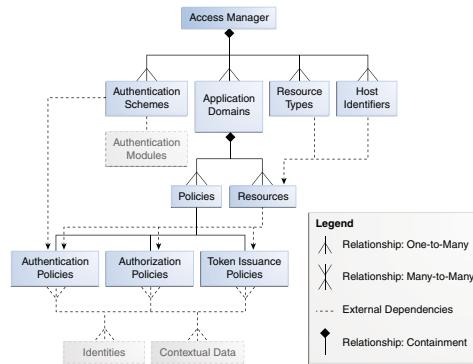 Access Manager
Authentication
Schemes
Application
Domains
Resource
Types
Host
Identifiers
Authentication
Modules
Policies
Resources
Authentication
Policies
Authorization
Policies
Token Issuance
Policies
Identities
Contextual Data
Legend
Relationship: One-to-Many
Relationship: Many-to-Many
External Dependencies
Relationship: Containment